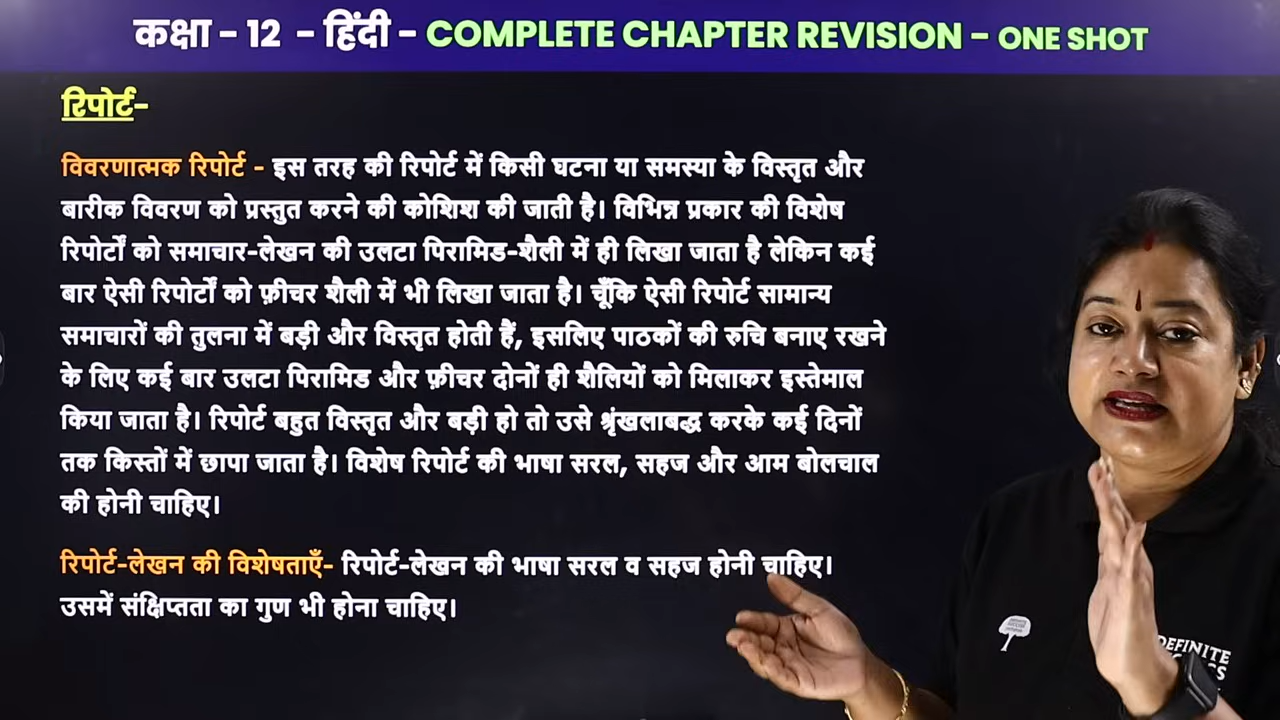 कक्षा - 12 - हिंदी - COMPLETE CHAPTER REVISION - ONE SHOT
रिपोर्ट-
विवरणात्मक रिपोर्ट - इस तरह की रिपोर्ट में किसी घटना या समस्या के विस्तृत और
बारीक विवरण को प्रस्तुत करने की कोशिश की जाती है। विभिन्न प्रकार की विशेष
रिपोर्टों को समाचार-लेखन की उलटा पिरामिड-शैली में ही लिखा जाता है लेकिन कई
बार ऐसी रिपोर्टों को फ़ीचर शैली में भी लिखा जाता है। चूँकि ऐसी रिपोर्ट सामान्य
समाचारों की तुलना में बड़ी और विस्तृत होती हैं, इसलिए पाठकों की रुचि बनाए रखने
के लिए कई बार उलटा पिरामिड और फ़ीचर दोनों ही शैलियों को मिलाकर इस्तेमाल
किया जाता है। रिपोर्ट बहुत विस्तृत और बड़ी हो तो उसे श्रृंखलाबद्ध करके कई दिनों
तक किस्तों में छापा जाता है। विशेष रिपोर्ट की भाषा सरल, सहज और आम बोलचाल
की होनी चाहिए।
रिपोर्ट-लेखन की विशेषताएँ- रिपोर्ट-लेखन की भाषा सरल व सहज होनी चाहिए।
उसमें संक्षिप्तता का गुण भी होना चाहिए।